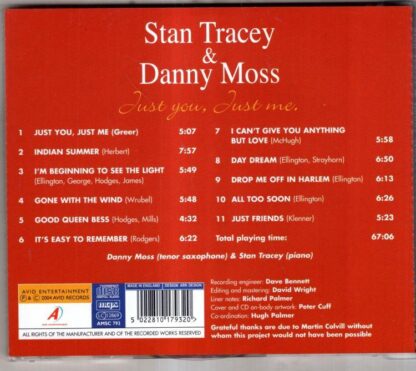 Stan Tracey
&
Danny Moss
Just you, Just me.
1 JUST YOU, JUST ME (Greer) 5:07
2 INDIAN SUMMER (Herbert) 7:57
3 I'M BEGINNING TO SEE THE LIGHT 5:49
(Ellington, George, Hodges, James)
4 GONE WITH THE WIND (Wrubel) 5:48
5 GOOD QUEEN BESS (Hodges, Mills) 4:32
6 IT'S EASY TO REMEMBER (Rodgers) 6:22
7 I CAN'T GIVE YOU ANYTHING
BUT LOVE (McHugh) 5:58
8 DAY DREAM (Ellington, Strayhorn) 6:50
9 DROP ME OFF IN HARLEM (Ellington) 6:13
10 ALL TOO SOON (Ellington) 6:26
11 JUST FRIENDS (Klenner) 5:23
Total playing time: 67:06
Danny Moss (tenor saxophone) & Stan Tracey (piano)
AVID ENTERTAINMENT
℗ & © 2004 AVID RECORDS
MADE IN ENGLAND
DESIGN ARB DESIGN
mcps
LC 3869
AMSC 792
5 022810 179320
Recording engineer: Dave Bennett
Editing and mastering: David Wright
Liner notes: Richard Palmer
Cover and CD on-body artwork: Peter Cuff
Co-ordination: Hugh Palmer
ALL RIGHTS OF THE MANUFACTURER AND OF THE RECORDED WORKS RESERVED
Grateful thanks are due to Martin Colvill without
whom this project would not have been possible